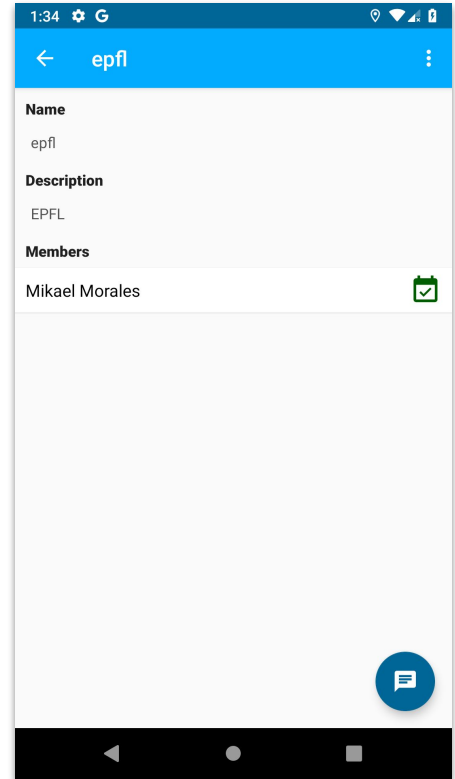 1:34 G
epfl
Name
epfl
Description
EPFL
Members
Mikael Morales